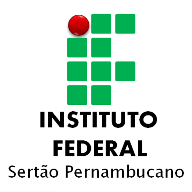 INSTITUTO
FEDERAL
Sertão Pernambucano